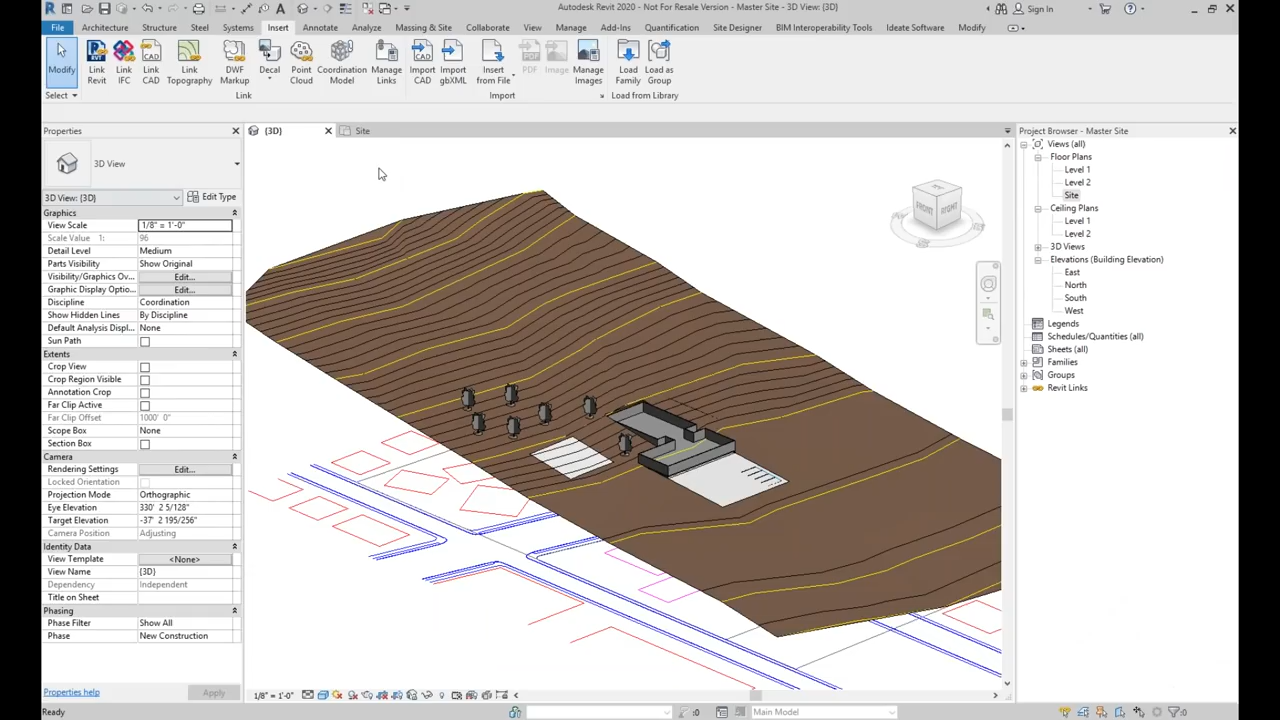 Autodesk Revit 2020 - Not For Resale Version - Master Site - 3D View: {3D}
Sign In
File Architecture Structure Steel Systems Insert Annotate Analyze Massing & Site Collaborate View Manage Add-Ins Quantification Site Designer BIM Interoperability Tools Ideate Software Modify
Modify
Link Revit
Link IFC
Link CAD
Link Topography
DWF Markup
Decal
Point Cloud
Coordination Model
Manage Links
Import CAD
Import gbXML
Insert from File
PDF
Image
Manage Images
Load Family
Load as Group
Select
Link
Import
Load from Library
Properties
3D View
3D View: {3D}
Edit Type
Graphics
View Scale 1/8" = 1'-0"
Scale Value 1: 96
Detail Level Medium
Parts Visibility Show Original
Visibility/Graphics Ov... Edit...
Graphic Display Optio... Edit...
Discipline Coordination
Show Hidden Lines By Discipline
Default Analysis Displ... None
Sun Path
Extents
Crop View
Crop Region Visible
Annotation Crop
Far Clip Active
Far Clip Offset 1000' 0"
Scope Box None
Section Box
Camera
Rendering Settings Edit...
Locked Orientation
Projection Mode Orthographic
Eye Elevation 330' 2 5/128"
Target Elevation -37' 2 195/256"
Camera Position Adjusting
Identity Data
View Template <None>
View Name {3D}
Dependency Independent
Title on Sheet
Phasing
Phase Filter Show All
Phase New Construction
Properties help
Apply
Ready
{3D}
Site
FRONT
RIGHT
1/8" = 1'-0"
:0
Main Model
:0
Project Browser - Master Site
Views (all)
Floor Plans
Level 1
Level 2
Site
Ceiling Plans
Level 1
Level 2
3D Views
Elevations (Building Elevation)
East
North
South
West
Legends
Schedules/Quantities (all)
Sheets (all)
Families
Groups
Revit Links